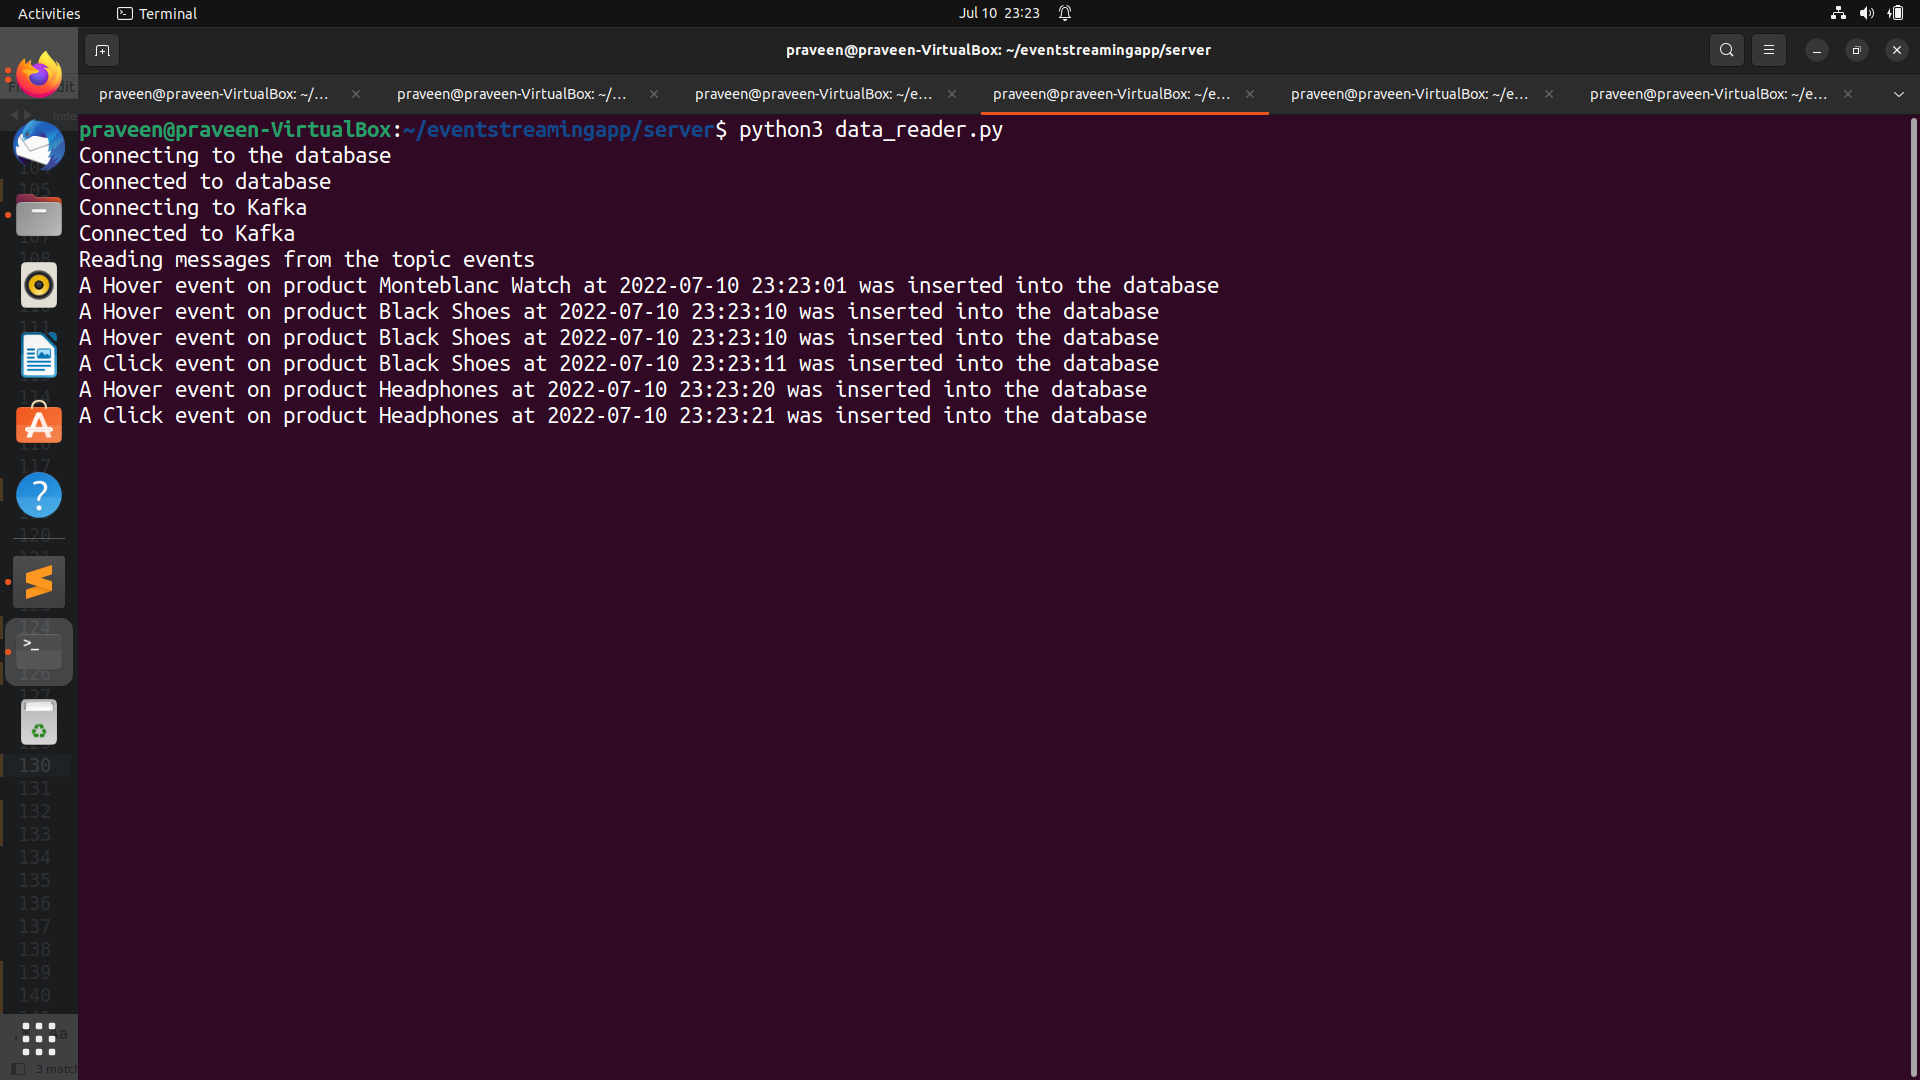 Activities
Terminal
Jul 10 23:23
praveen@praveen-VirtualBox: ~/eventstreamingapp/server
praveen@praveen-VirtualBox: ~/...
praveen@praveen-VirtualBox: ~/...
praveen@praveen-VirtualBox: ~/e...
praveen@praveen-VirtualBox: ~/e...
praveen@praveen-VirtualBox: ~/e...
praveen@praveen-VirtualBox: ~/e...
praveen@praveen-VirtualBox:~/eventstreamingapp/server$ python3 data_reader.py
Connecting to the database
Connected to database
Connecting to Kafka
Connected to Kafka
Reading messages from the topic events
A Hover event on product Monteblanc Watch at 2022-07-10 23:23:01 was inserted into the database
A Hover event on product Black Shoes at 2022-07-10 23:23:10 was inserted into the database
A Hover event on product Black Shoes at 2022-07-10 23:23:10 was inserted into the database
A Click event on product Black Shoes at 2022-07-10 23:23:11 was inserted into the database
A Hover event on product Headphones at 2022-07-10 23:23:20 was inserted into the database
A Click event on product Headphones at 2022-07-10 23:23:21 was inserted into the database
105
117
120
124
126
127
130
131
132
133
134
135
136
137
138
139
140
3 match